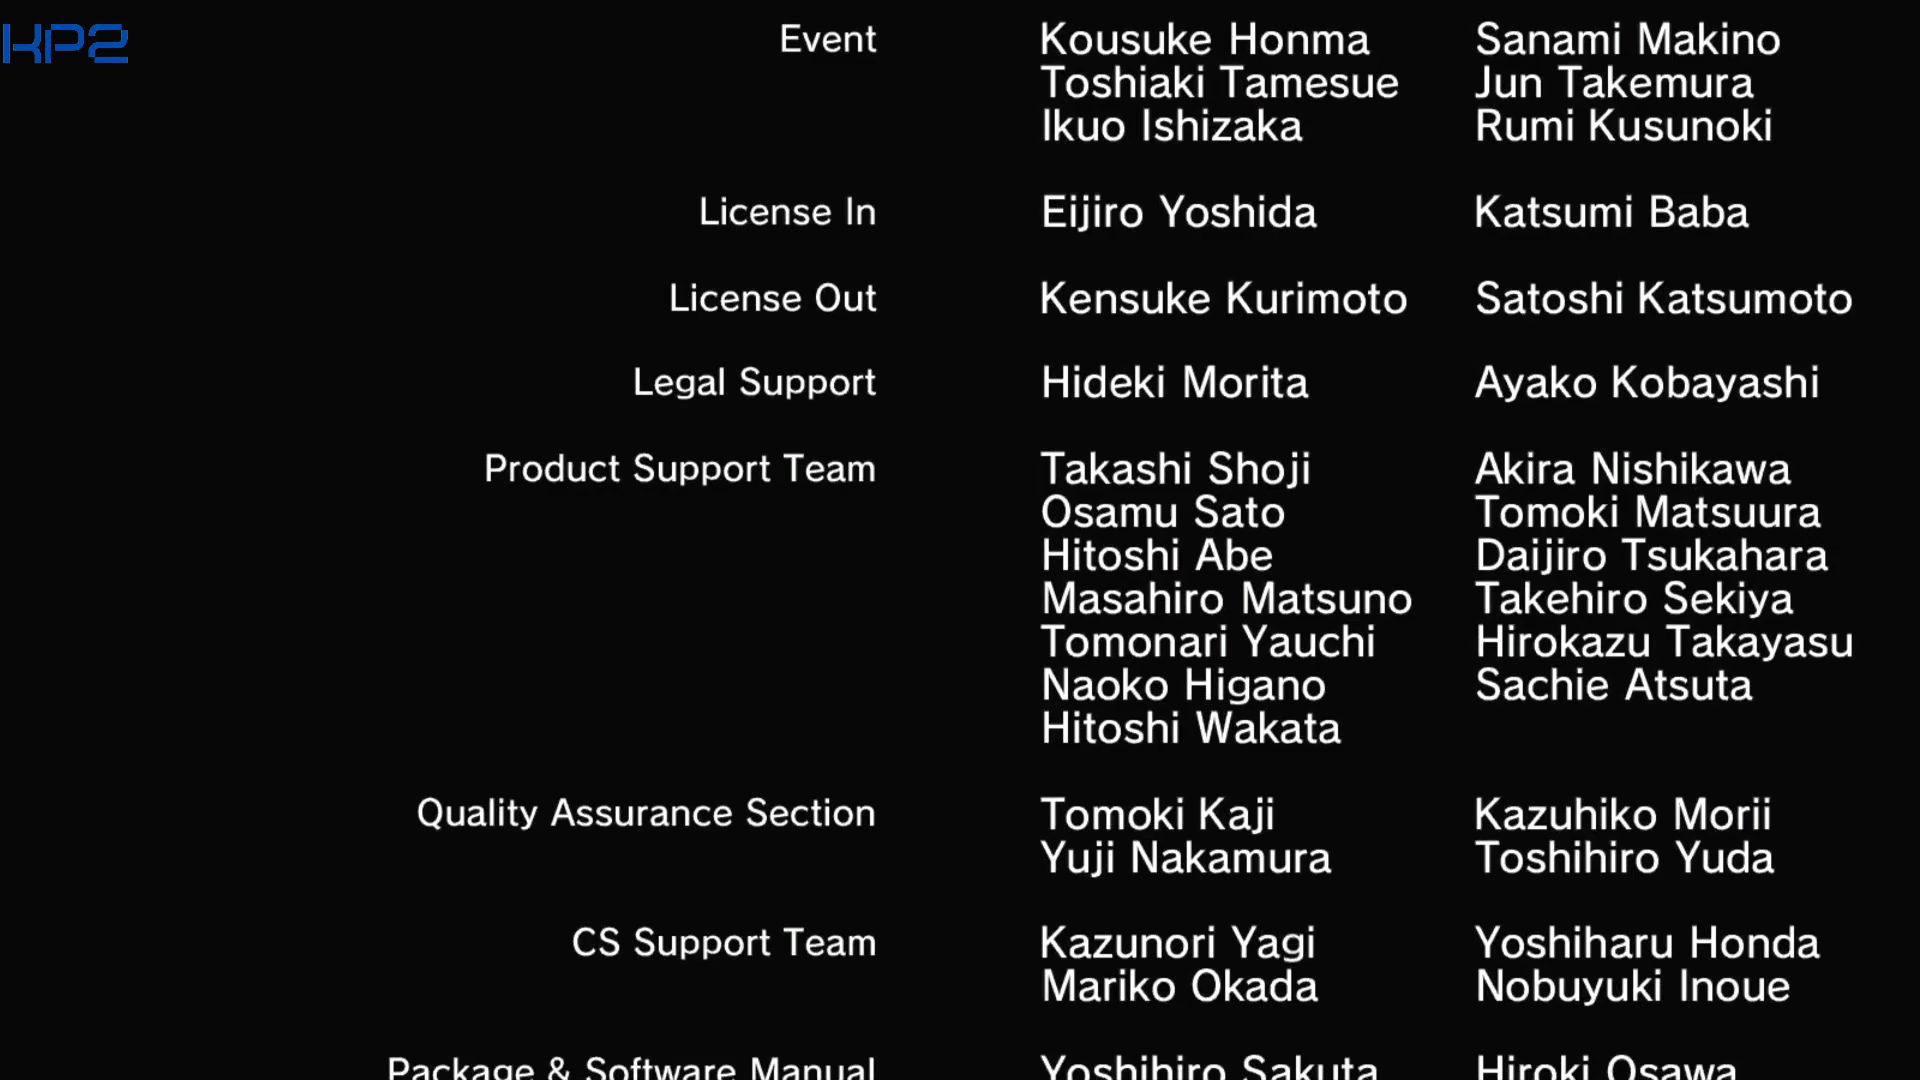 KP2
Event Kousuke Honma Sanami Makino
Toshiaki Tamesue Jun Takemura
Ikuo Ishizaka Rumi Kusunoki
License In Eijiro Yoshida Katsumi Baba
License Out Kensuke Kurimoto Satoshi Katsumoto
Legal Support Hideki Morita Ayako Kobayashi
Product Support Team Takashi Shoji Akira Nishikawa
Osamu Sato Tomoki Matsuura
Hitoshi Abe Daijiro Tsukahara
Masahiro Matsuno Takehiro Sekiya
Tomonari Yauchi Hirokazu Takayasu
Naoko Higano Sachie Atsuta
Hitoshi Wakata
Quality Assurance Section Tomoki Kaji Kazuhiko Morii
Yuji Nakamura Toshihiro Yuda
CS Support Team Kazunori Yagi Yoshiharu Honda
Mariko Okada Nobuyuki Inoue
Package & Software Manual Yoshihiro Sakuta Hiroki Osawa